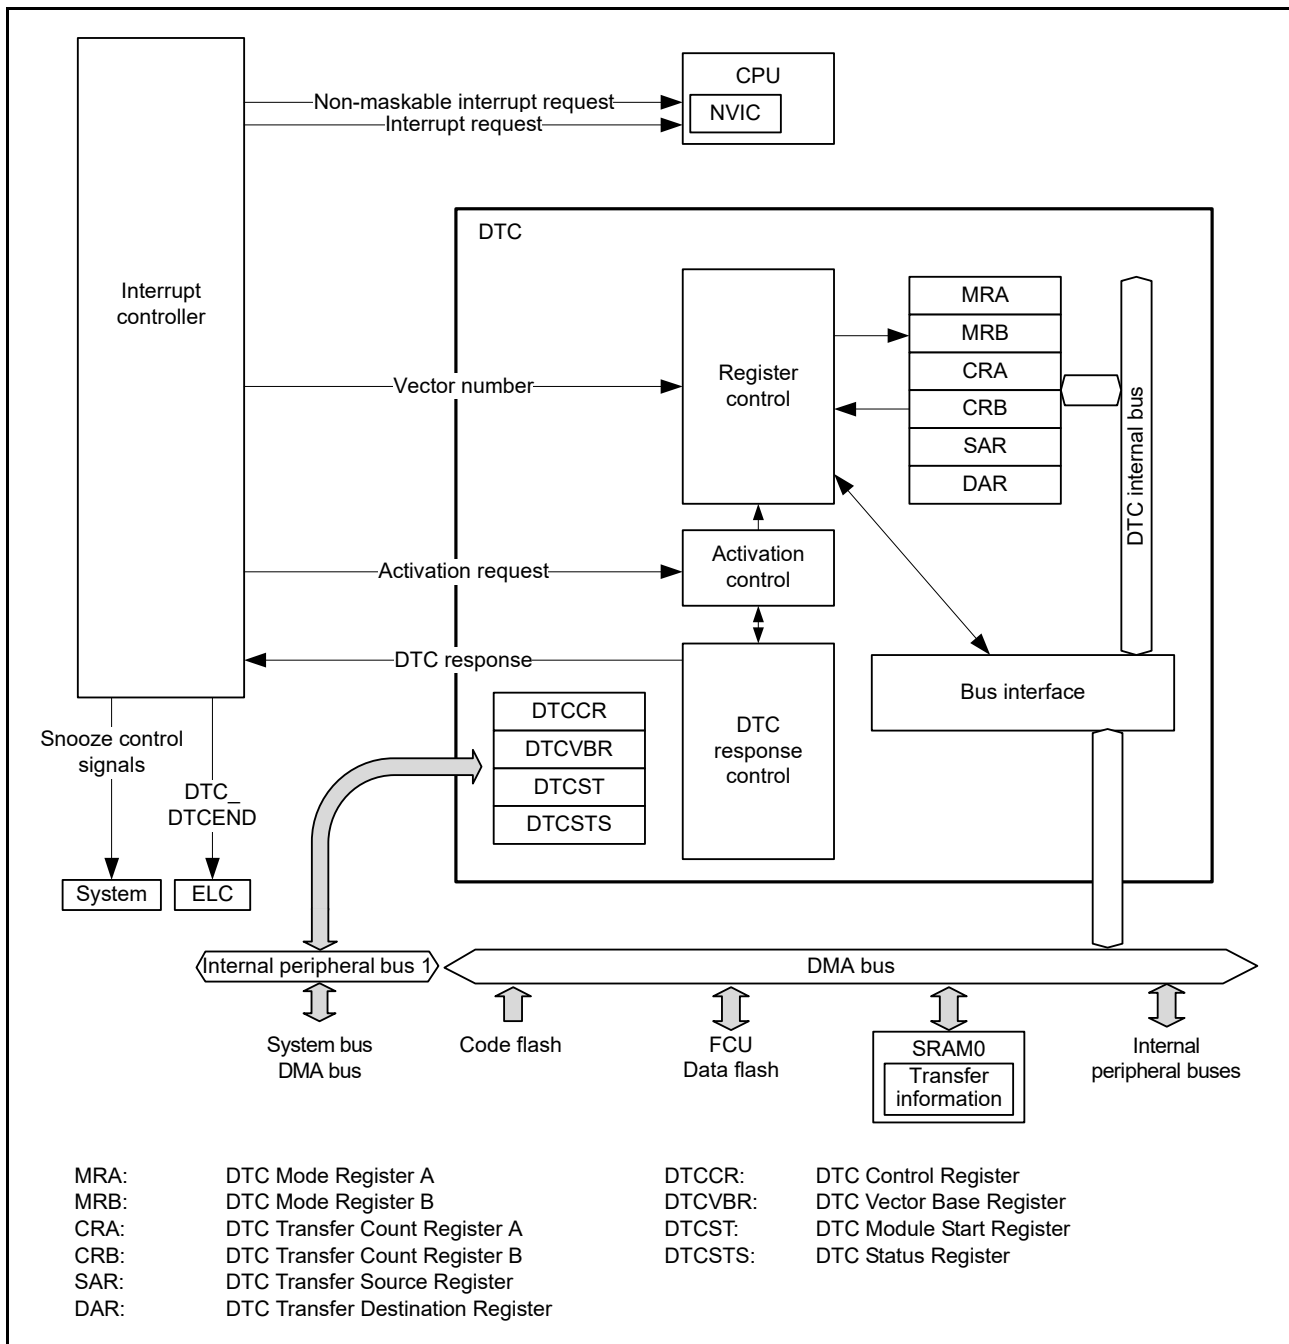 CPU
NVIC
Non-maskable interrupt request
Interrupt request
DTC
Interrupt
controller
Register
control
MRA
MRB
CRA
CRB
SAR
DAR
DTC internal bus
Vector number
Activation request
Activation
control
DTC response
DTC
response
control
Bus interface
DTCCR
DTCVBR
DTCST
DTCSTS
Snooze control
signals
DTC_
DTCEND
System
ELC
Internal peripheral bus 1
DMA bus
System bus
DMA bus
Code flash
FCU
Data flash
SRAM0
Transfer
information
Internal
peripheral buses
MRA: DTC Mode Register A
MRB: DTC Mode Register B
CRA: DTC Transfer Count Register A
CRB: DTC Transfer Count Register B
SAR: DTC Transfer Source Register
DAR: DTC Transfer Destination Register
DTCCR: DTC Control Register
DTCVBR: DTC Vector Base Register
DTCST: DTC Module Start Register
DTCSTS: DTC Status Register